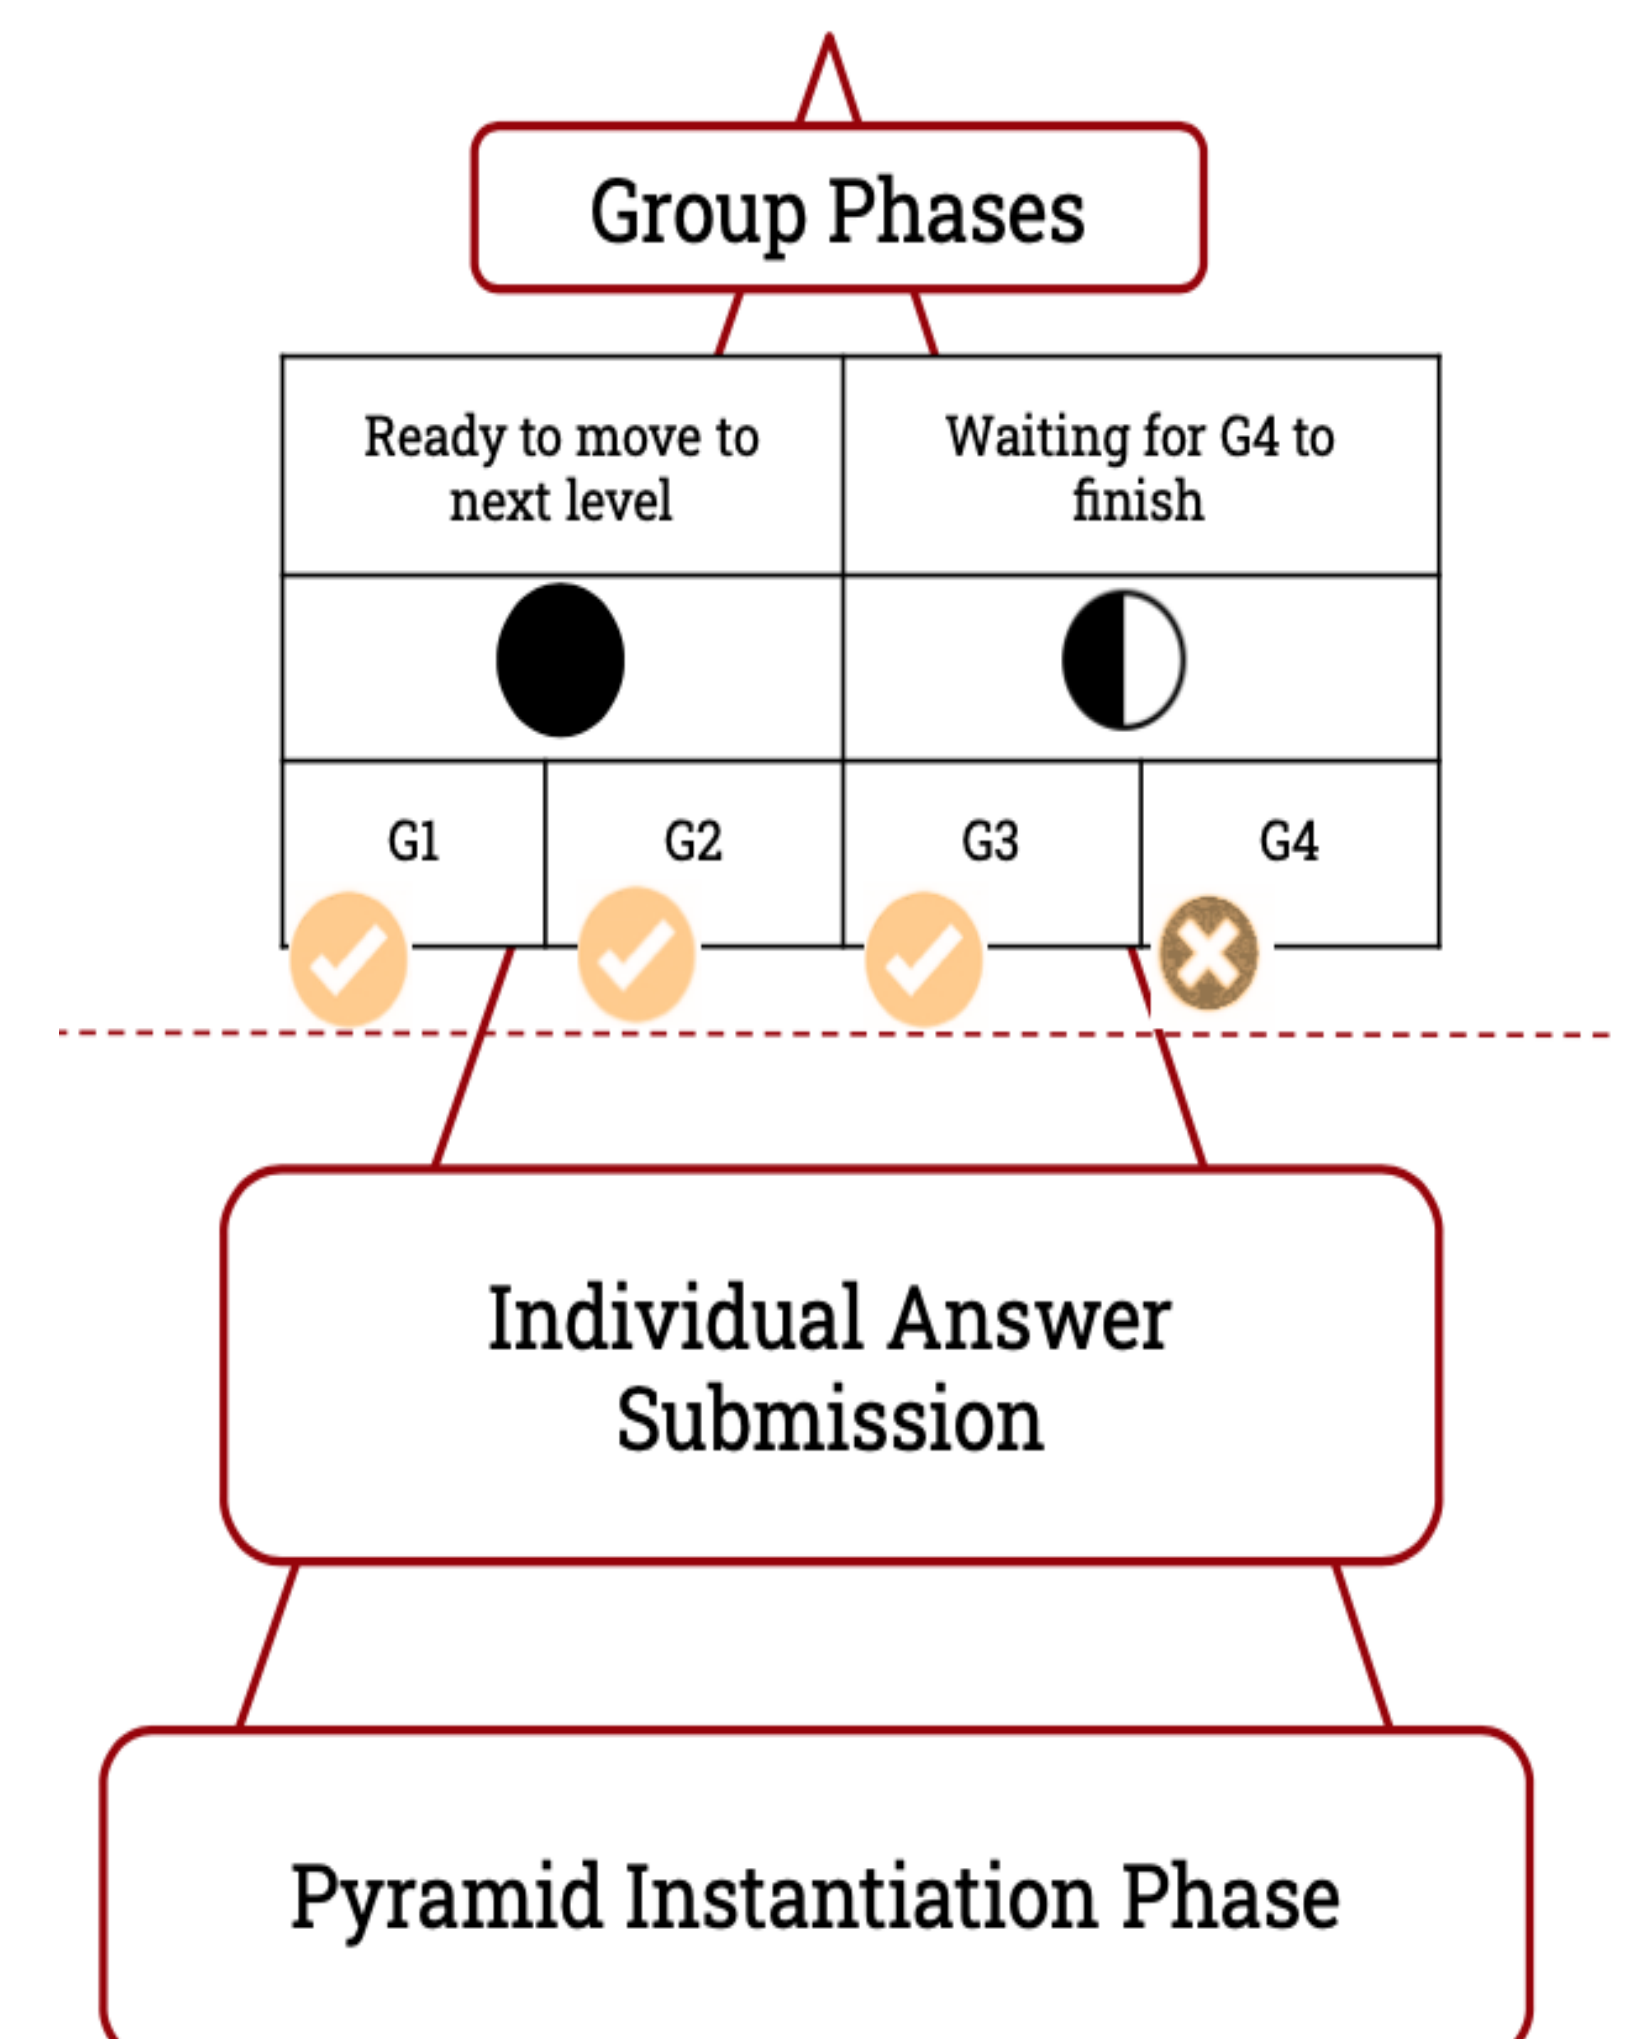 Group Phases
Ready to move to
next level
Waiting for G4 to
finish
G1
G2
G3
G4
Individual Answer
Submission
Pyramid Instantiation Phase